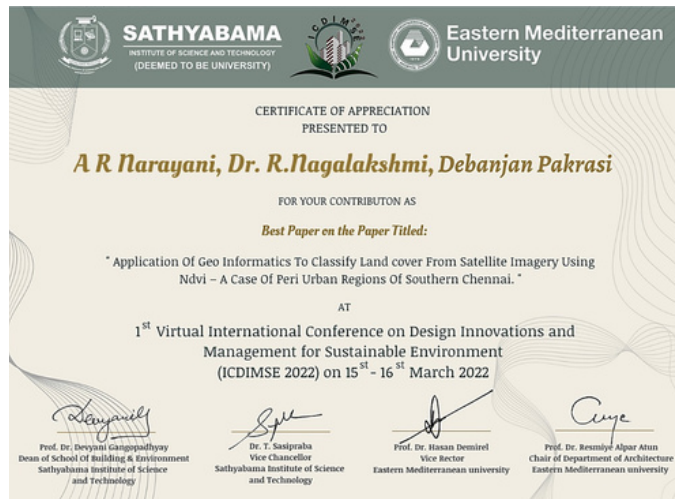 SATHYABAMA
INSTITUTE OF SCIENCE AND TECHNOLOGY
(DEEMED TO BE UNIVERSITY)
ICDIMSE
Eastern Mediterranean
University
CERTIFICATE OF APPRECIATION
PRESENTED TO
A R Narayani, Dr. R.Nagalakshmi, Debanjan Pakrasi
FOR YOUR CONTRIBUTON AS
Best Paper on the Paper Titled:
" Application Of Geo Informatics To Classify Land cover From Satellite Imagery Using
Ndvi – A Case Of Peri Urban Regions Of Southern Chennai. "
AT
1st Virtual International Conference on Design Innovations and
Management for Sustainable Environment
(ICDIMSE 2022) on 15st - 16st March 2022
Prof. Dr. Devyani Gangopadhyay
Dean of School Of Building & Environment
Sathyabama Institute of Science
and Technology
Dr. T. Sasipraba
Vice Chancellor
Sathyabama Institute of Science
and Technology
Prof. Dr. Hasan Demirel
Vice Rector
Eastern Mediterranean university
Prof. Dr. Resmiye Alpar Atun
Chair of Department of Architecture
Eastern Mediterranean university